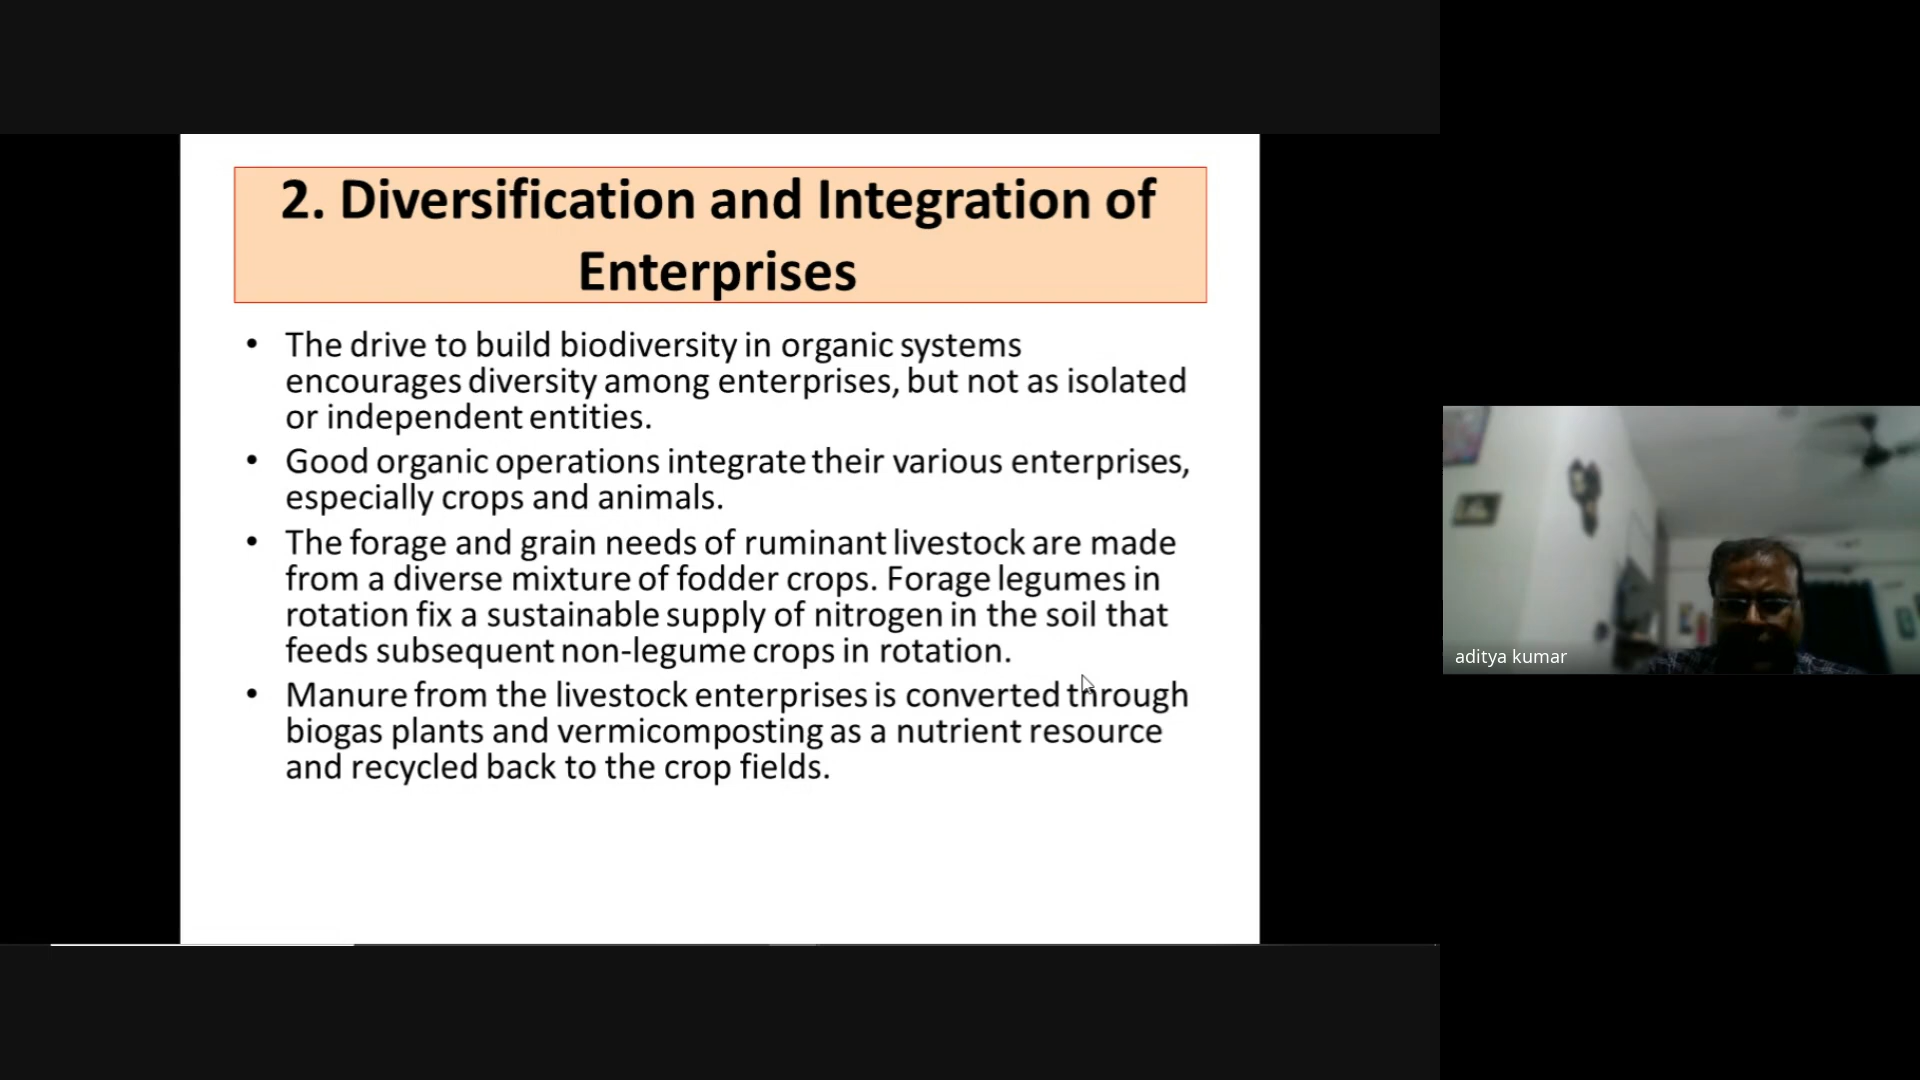 2. Diversification and Integration of
Enterprises
• The drive to build biodiversity in organic systems
encourages diversity among enterprises, but not as isolated
or independent entities.
• Good organic operations integrate their various enterprises,
especially crops and animals.
• The forage and grain needs of ruminant livestock are made
from a diverse mixture of fodder crops. Forage legumes in
rotation fix a sustainable supply of nitrogen in the soil that
feeds subsequent non-legume crops in rotation.
• Manure from the livestock enterprises is converted through
biogas plants and vermicomposting as a nutrient resource
and recycled back to the crop fields.
aditya kumar